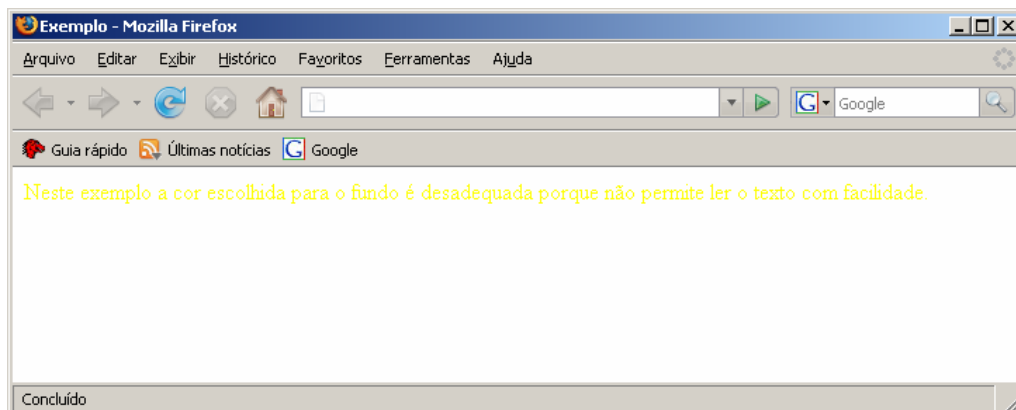 Exemplo - Mozilla Firefox
Arquivo Editar Exibir Histórico Favoritos Ferramentas Ajuda
G Google
Guia rápido Últimas notícias G Google
Neste exemplo a cor escolhida para o fundo é desadequada porque não permite ler o texto com facilidade.
Concluído